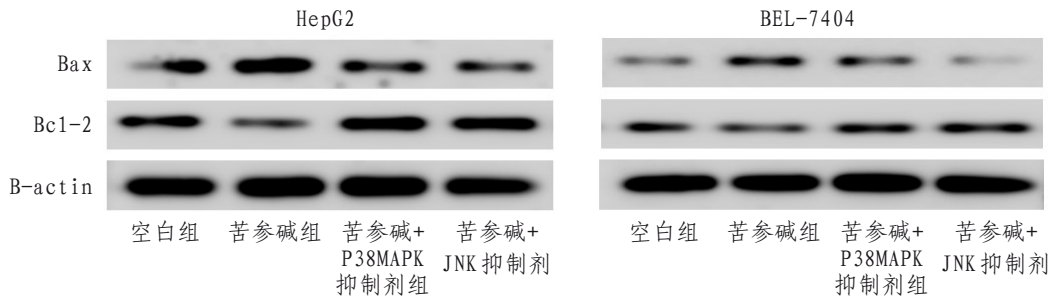 HepG2
BEL-7404
Bax
Bcl-2
B-actin
空白组
苦参碱组
苦参碱+
P38MAPK
抑制剂组
苦参碱+
JNK抑制剂
空白组
苦参碱组
苦参碱+
P38MAPK
抑制剂组
苦参碱+
JNK抑制剂